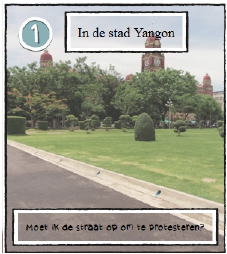 1
In de stad Yangon
Moet ik de straat op om te protesteren?